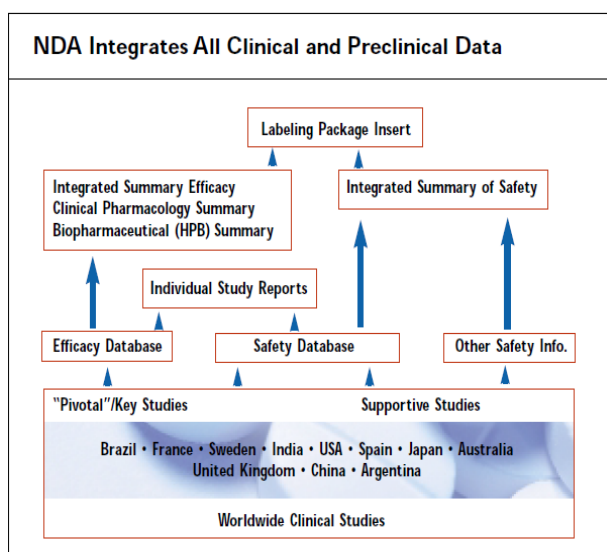 NDA Integrates All Clinical and Preclinical Data
Labeling Package Insert
Integrated Summary Efficacy
Clinical Pharmacology Summary
Biopharmaceutical (HPB) Summary
Integrated Summary of Safety
Individual Study Reports
Efficacy Database
Safety Database
Other Safety Info.
"Pivotal"/Key Studies
Supportive Studies
Brazil • France • Sweden • India • USA • Spain • Japan • Australia
United Kingdom • China • Argentina
Worldwide Clinical Studies